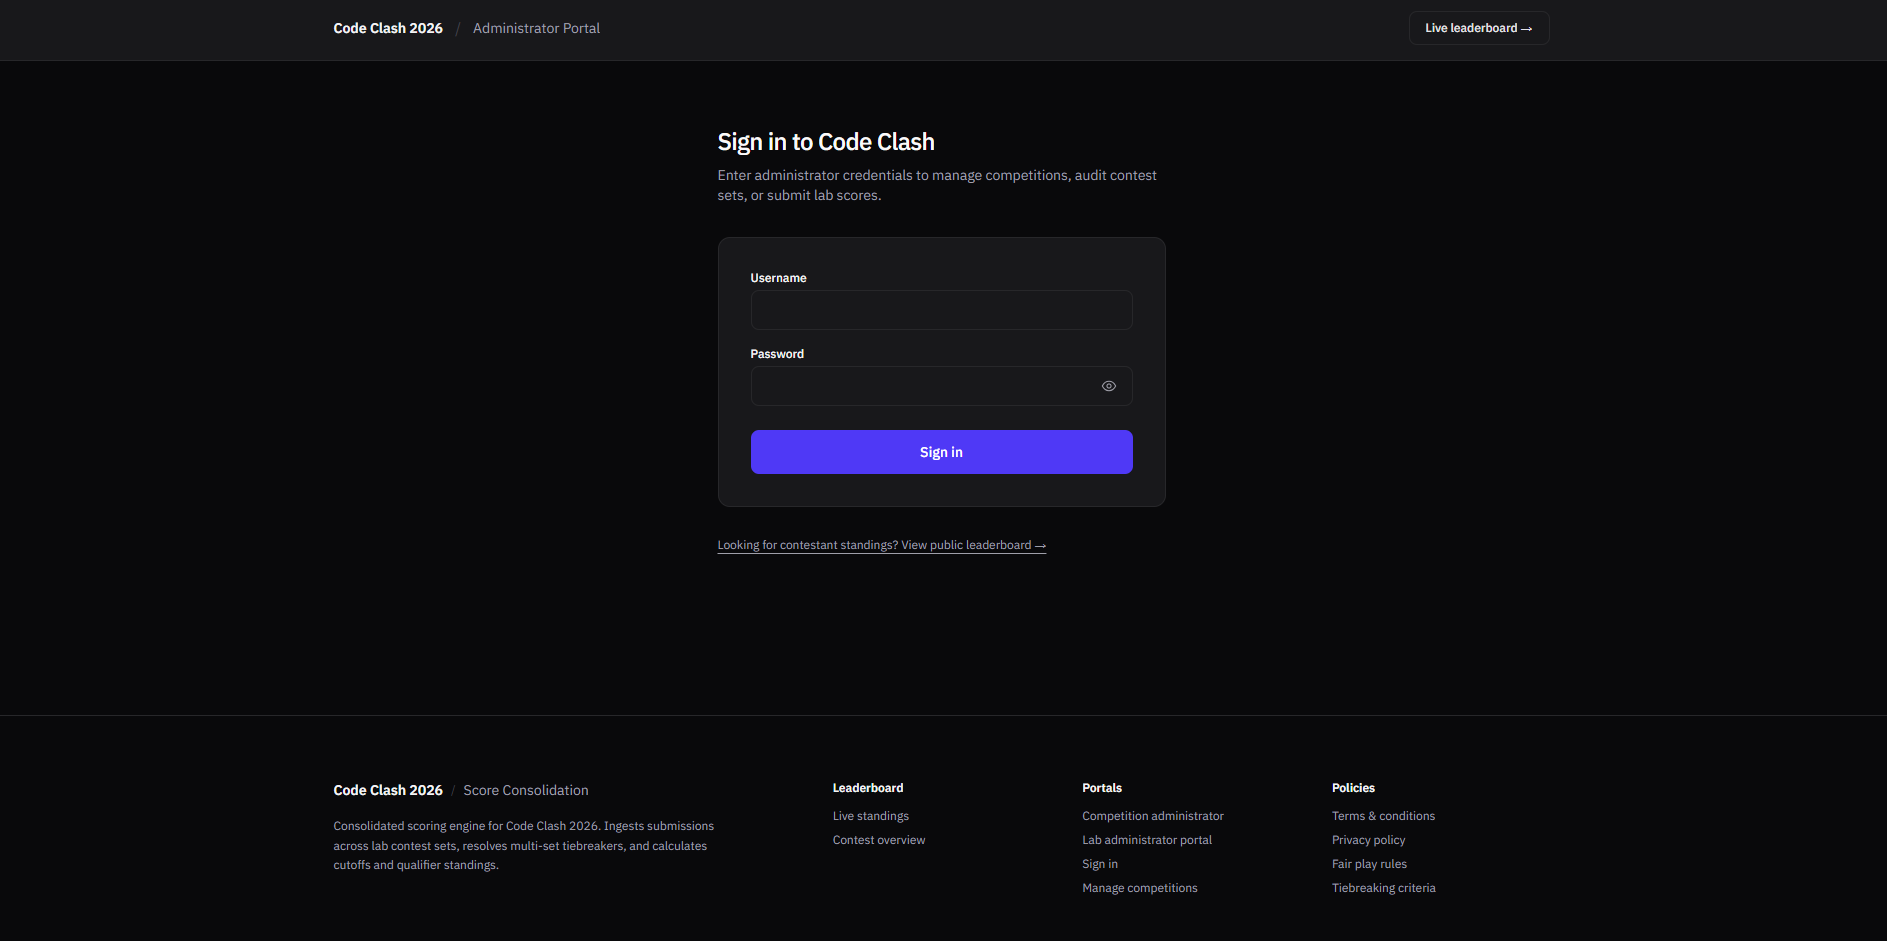 Code Clash 2026 / Administrator Portal
Live leaderboard →
Sign in to Code Clash
Enter administrator credentials to manage competitions, audit contest
sets, or submit lab scores.
Username
Password
Sign in
Looking for contestant standings? View public leaderboard →
Code Clash 2026 / Score Consolidation
Consolidated scoring engine for Code Clash 2026. Ingests submissions
across lab contest sets, resolves multi-set tiebreakers, and calculates
cutoffs and qualifier standings.
Leaderboard
Live standings
Contest overview
Portals
Competition administrator
Lab administrator portal
Sign in
Manage competitions
Policies
Terms & conditions
Privacy policy
Fair play rules
Tiebreaking criteria